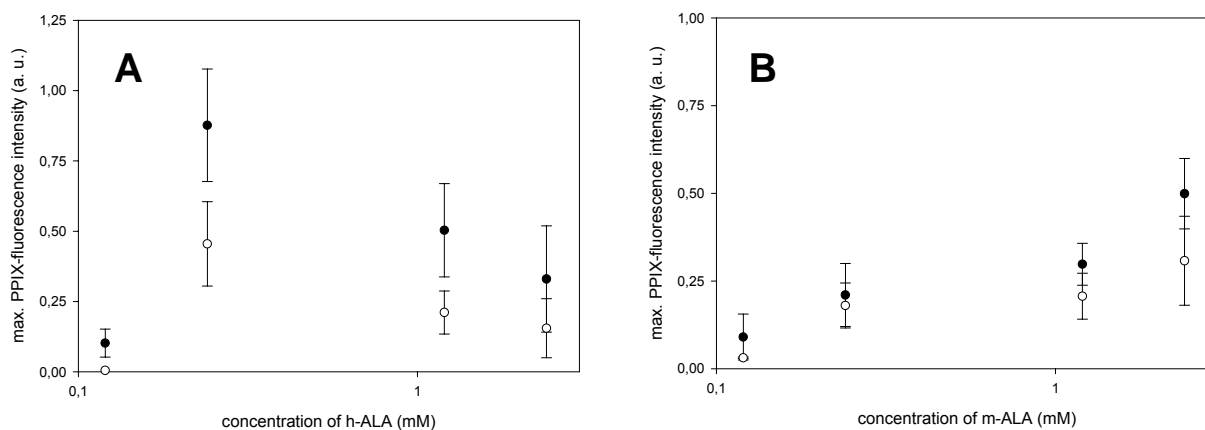 A
max. PPIX-fluorescence intensity (a. u.)
1,25
1,00
0,75
0,50
0,25
0,00
0,1
1
concentration of h-ALA (mM)
B
max. PPIX-fluorescence intensity (a. u.)
1,00
0,75
0,50
0,25
0,00
0,1
1
concentration of m-ALA (mM)